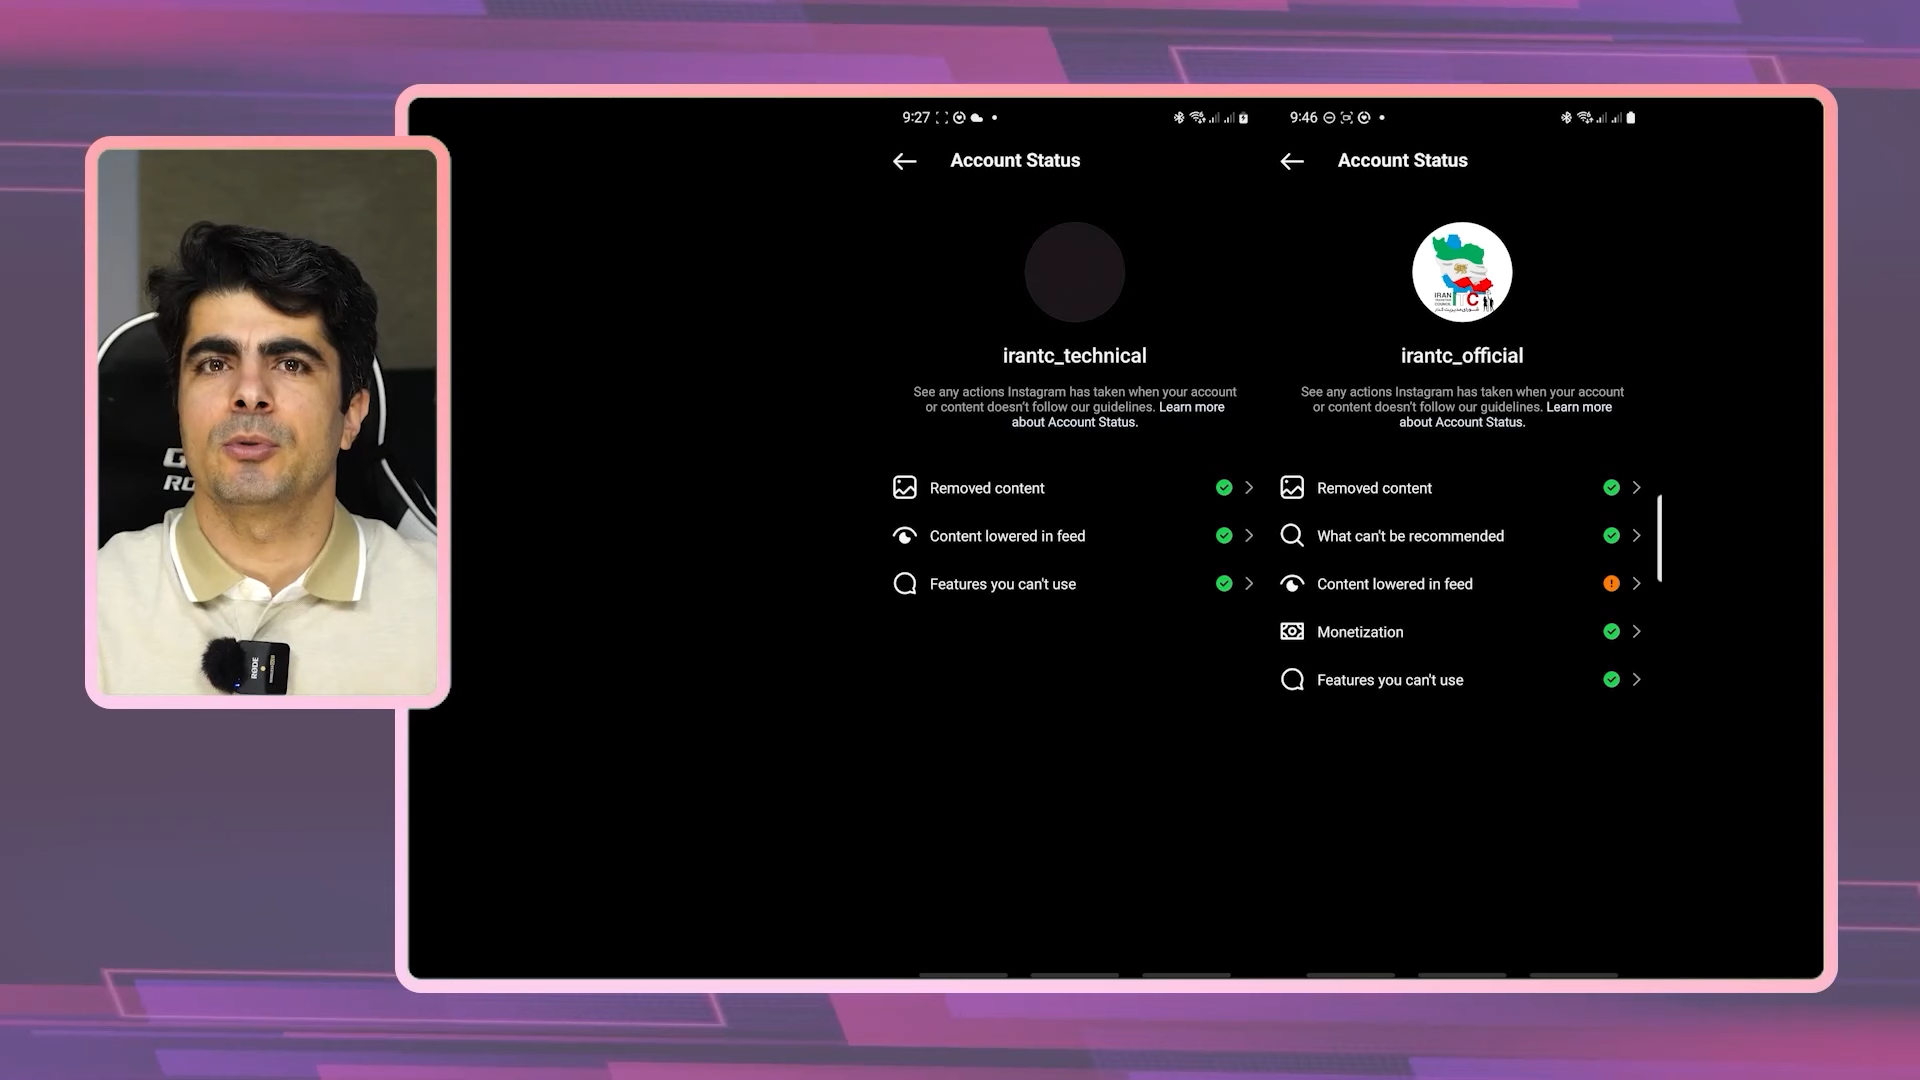 9:27
Account Status
irantc_technical
See any actions Instagram has taken when your account
or content doesn't follow our guidelines. Learn more
about Account Status.
Removed content
Content lowered in feed
Features you can't use
9:46
Account Status
IRAN
COUNCIL
TC
irantc_official
See any actions Instagram has taken when your account
or content doesn't follow our guidelines. Learn more
about Account Status.
Removed content
What can't be recommended
Content lowered in feed
Monetization
Features you can't use
RØDE